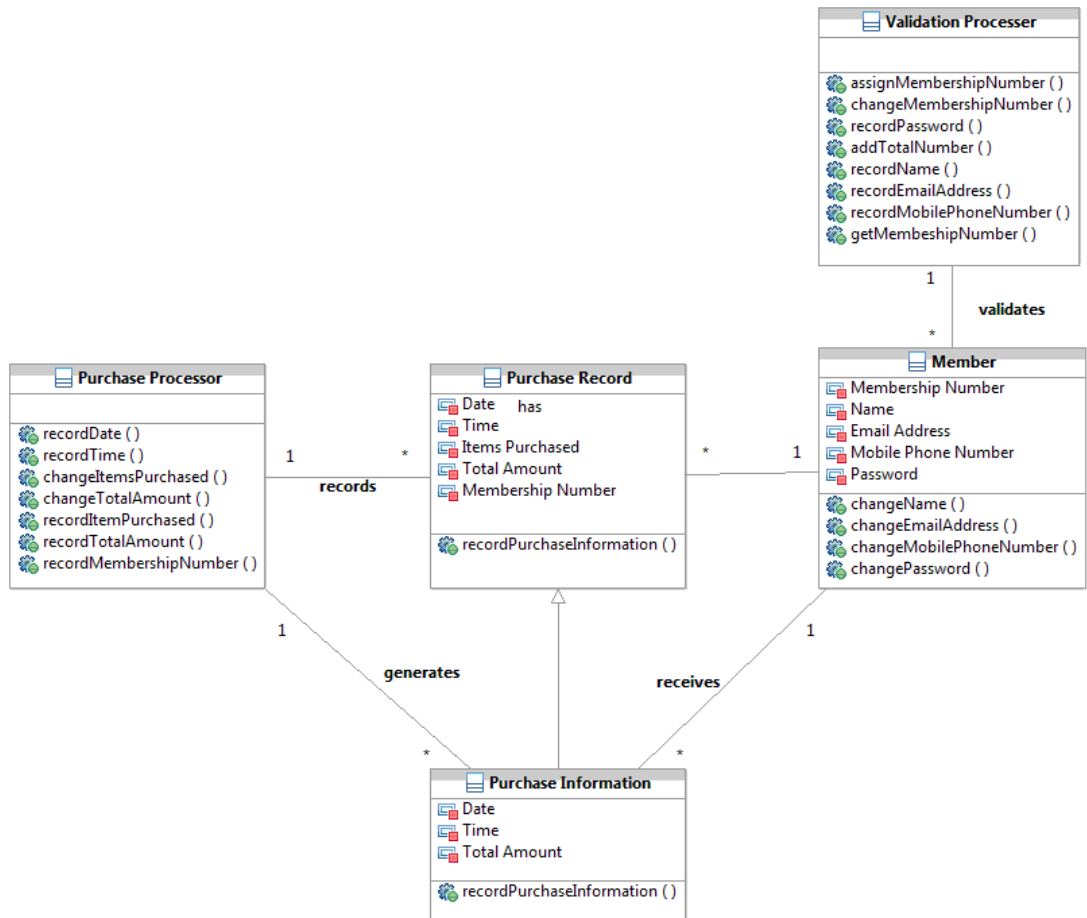 Validation Processer
assignMembershipNumber ( )
changeMembershipNumber ( )
recordPassword ( )
addTotalNumber ( )
recordName ( )
recordEmailAddress ( )
recordMobilePhoneNumber ( )
getMembeshipNumber ( )
1
validates
*
Purchase Processor
recordDate ( )
recordTime ( )
changeItemsPurchased ( )
changeTotalAmount ( )
recordItemPurchased ( )
recordTotalAmount ( )
recordMembershipNumber ( )
1
*
records
Purchase Record
Date has
Time
Items Purchased
Total Amount
Membership Number
recordPurchaseInformation ( )
*
1
Member
Membership Number
Name
Email Address
Mobile Phone Number
Password
changeName ( )
changeEmailAddress ( )
changeMobilePhoneNumber ( )
changePassword ( )
1
generates
*
1
receives
*
Purchase Information
Date
Time
Total Amount
recordPurchaseInformation ( )